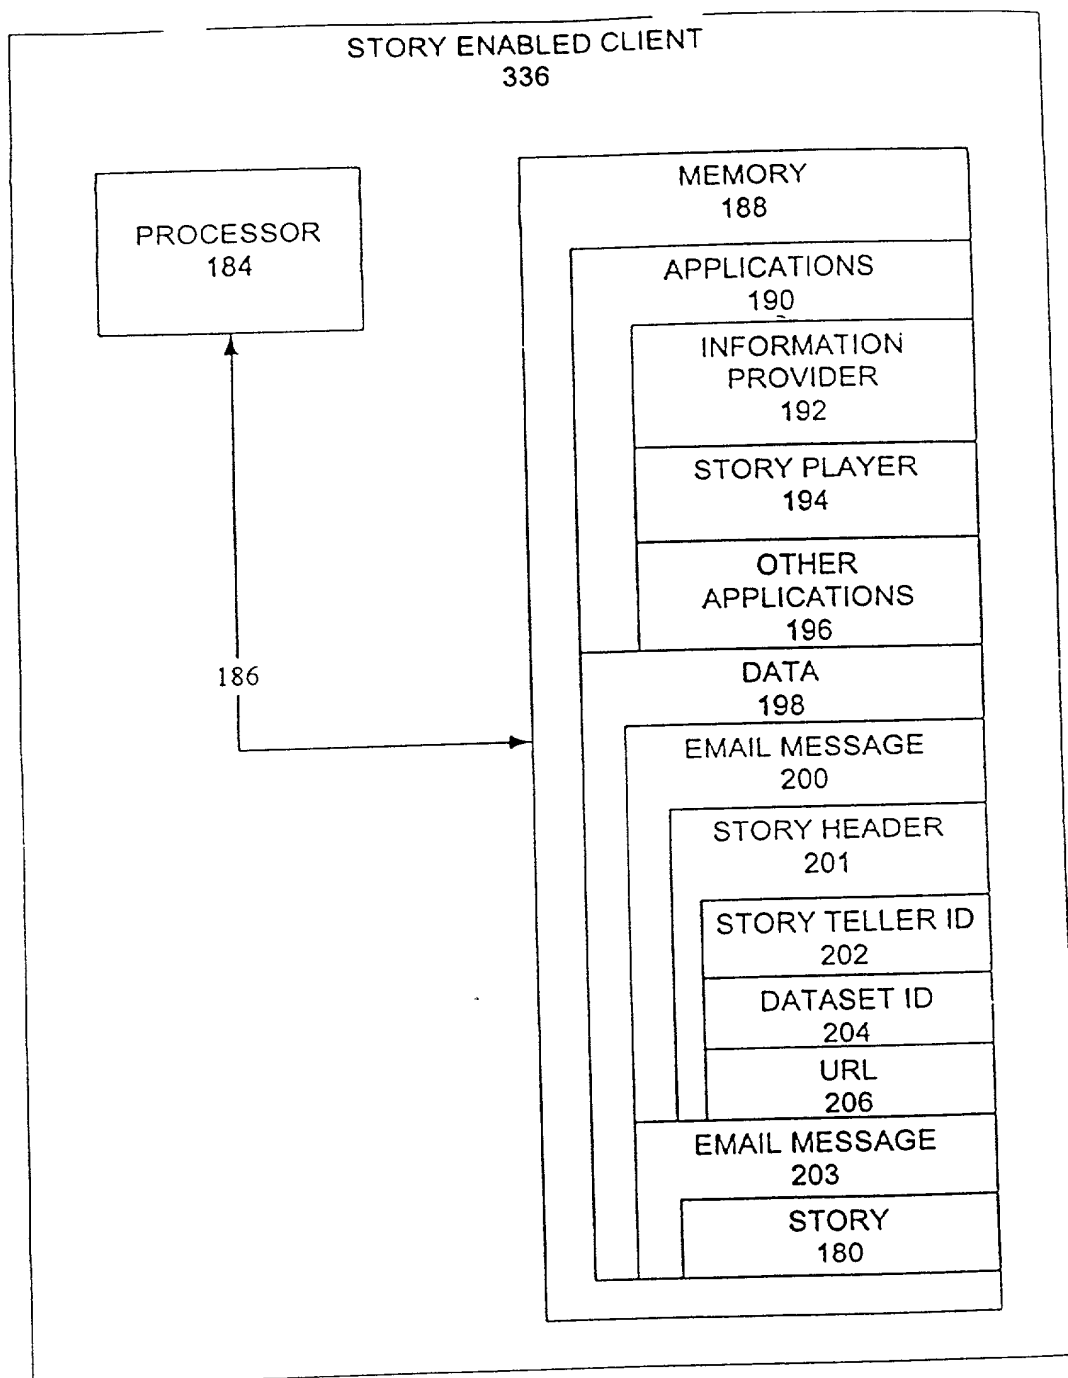 STORY ENABLED CLIENT
336
PROCESSOR
184
186
MEMORY
188
APPLICATIONS
190
INFORMATION
PROVIDER
192
STORY PLAYER
194
OTHER
APPLICATIONS
196
DATA
198
EMAIL MESSAGE
200
STORY HEADER
201
STORY TELLER ID
202
DATASET ID
204
URL
206
EMAIL MESSAGE
203
STORY
180